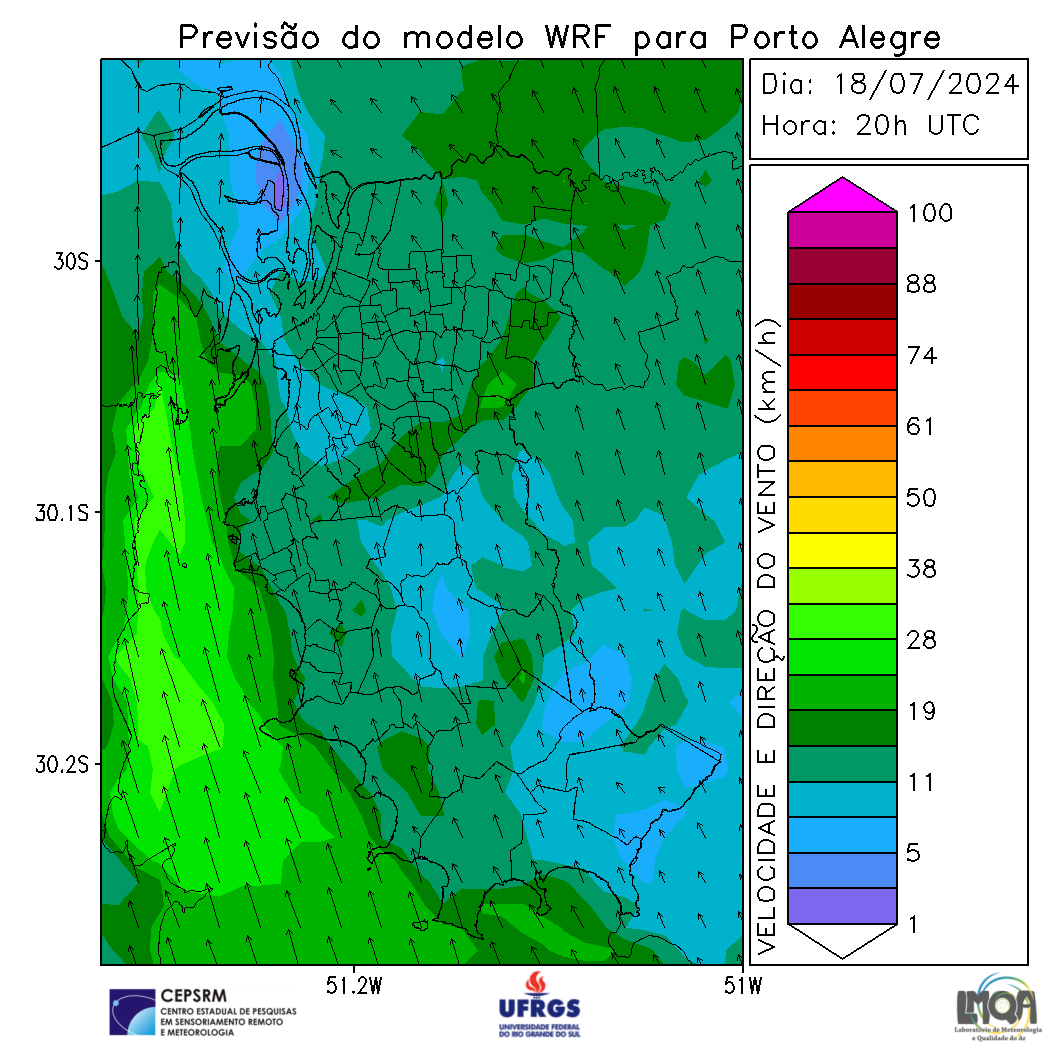 Previsão do modelo WRF para Porto Alegre
Dia: 18/07/2024
Hora: 20h UTC
30S
30.1S
30.2S
51.2W
51W
VELOCIDADE E DIREÇÃO DO VENTO (km/h)
100
88
74
61
50
38
28
19
11
5
1
CEPSRM
CENTRO ESTADUAL DE PESQUISAS
EM SENSORIAMENTO REMOTO
E METEOROLOGIA
UFRGS
UNIVERSIDADE FEDERAL
DO RIO GRANDE DO SUL
LMQA
Laboratório de Meteorologia
e Qualidade do Ar